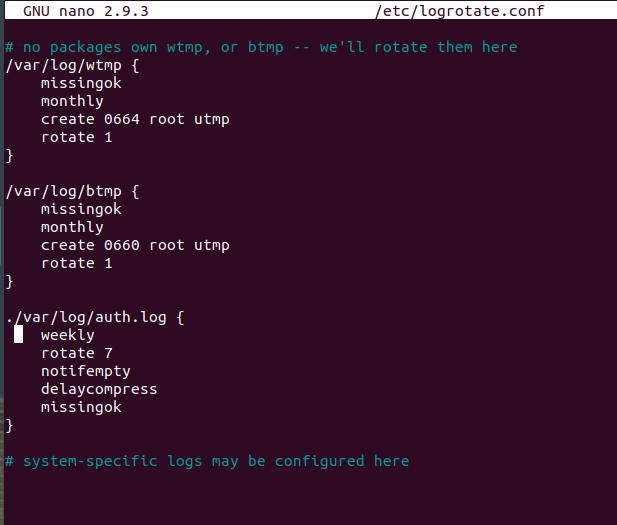 GNU nano 2.9.3 /etc/logrotate.conf
# no packages own wtmp, or btmp -- we'll rotate them here
/var/log/wtmp {
    missingok
    monthly
    create 0664 root utmp
    rotate 1
}
/var/log/btmp {
    missingok
    monthly
    create 0660 root utmp
    rotate 1
}
./var/log/auth.log {
    weekly
    rotate 7
    notifempty
    delaycompress
    missingok
}
# system-specific logs may be configured here